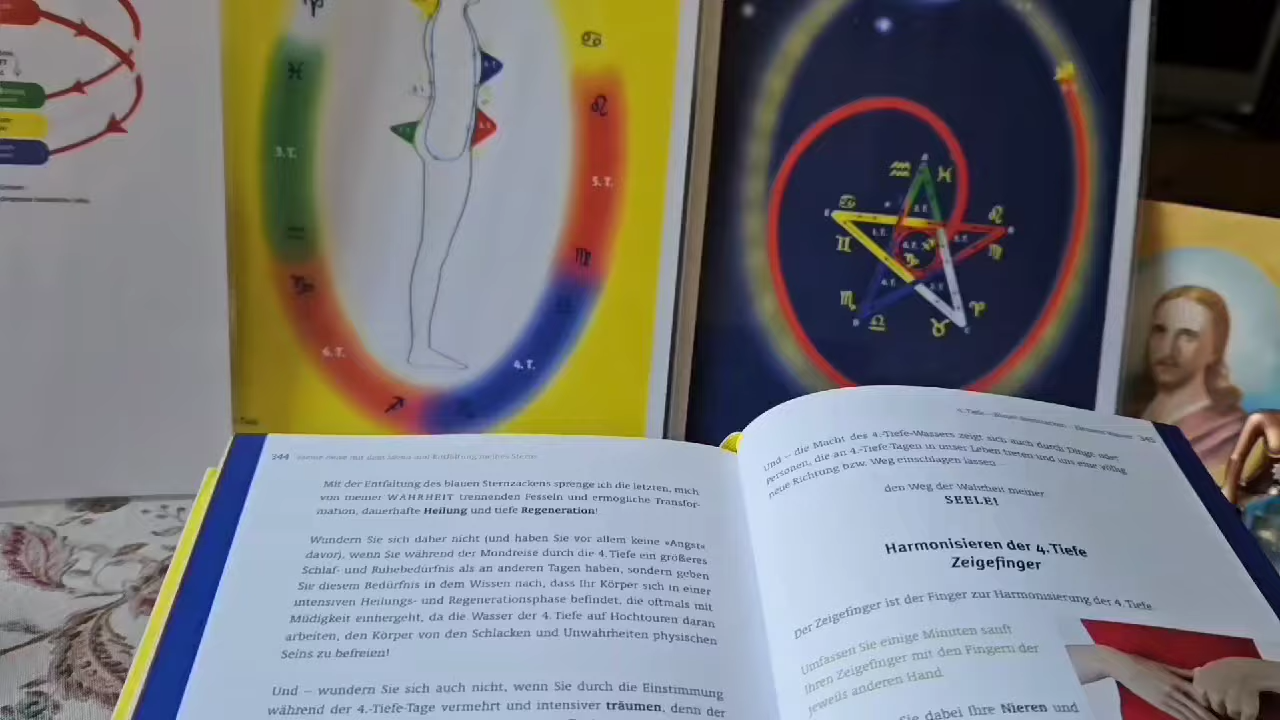 3. T.
5. T.
6. T.
4. T.
344
Mit der Entfaltung des blauen Sternzackens sprenge ich die letzten, mich
von meiner WAHRHEIT trennenden Fesseln und ermögliche Transfor-
mation, dauerhafte Heilung und tiefe Regeneration!
Wundern Sie sich daher nicht (und haben Sie vor allem keine »Angst«
davor), wenn Sie während der Mondreise durch die 4. Tiefe ein größeres
Schlaf- und Ruhebedürfnis als an anderen Tagen haben, sondern geben
Sie diesem Bedürfnis in dem Wissen nach, dass Ihr Körper sich in einer
intensiven Heilungs- und Regenerationsphase befindet, die oftmals mit
Müdigkeit einhergeht, da die Wasser der 4. Tiefe auf Hochtouren daran
arbeiten, den Körper von den Schlacken und Unwahrheiten physischen
Seins zu befreien!
Und – wundern Sie sich auch nicht, wenn Sie durch die Einstimmung
während der 4.-Tiefe-Tage vermehrt und intensiver träumen, denn der
345
Und – die Macht des 4.-Tiefe-Wassers zeigt sich auch durch Dinge oder
Personen, die an 4.-Tiefe-Tagen in unser Leben treten und uns eine völlig
neue Richtung bzw. Weg einschlagen lassen
den Weg der Wahrheit meiner
SEELE!
Harmonisieren der 4. Tiefe
Zeigefinger
Der Zeigefinger ist der Finger zur Harmonisierung der 4. Tiefe
Umfassen Sie einige Minuten sanft
Ihren Zeigefinger mit den Fingern der
jeweils anderen Hand
Sie dabei Ihre Nieren und